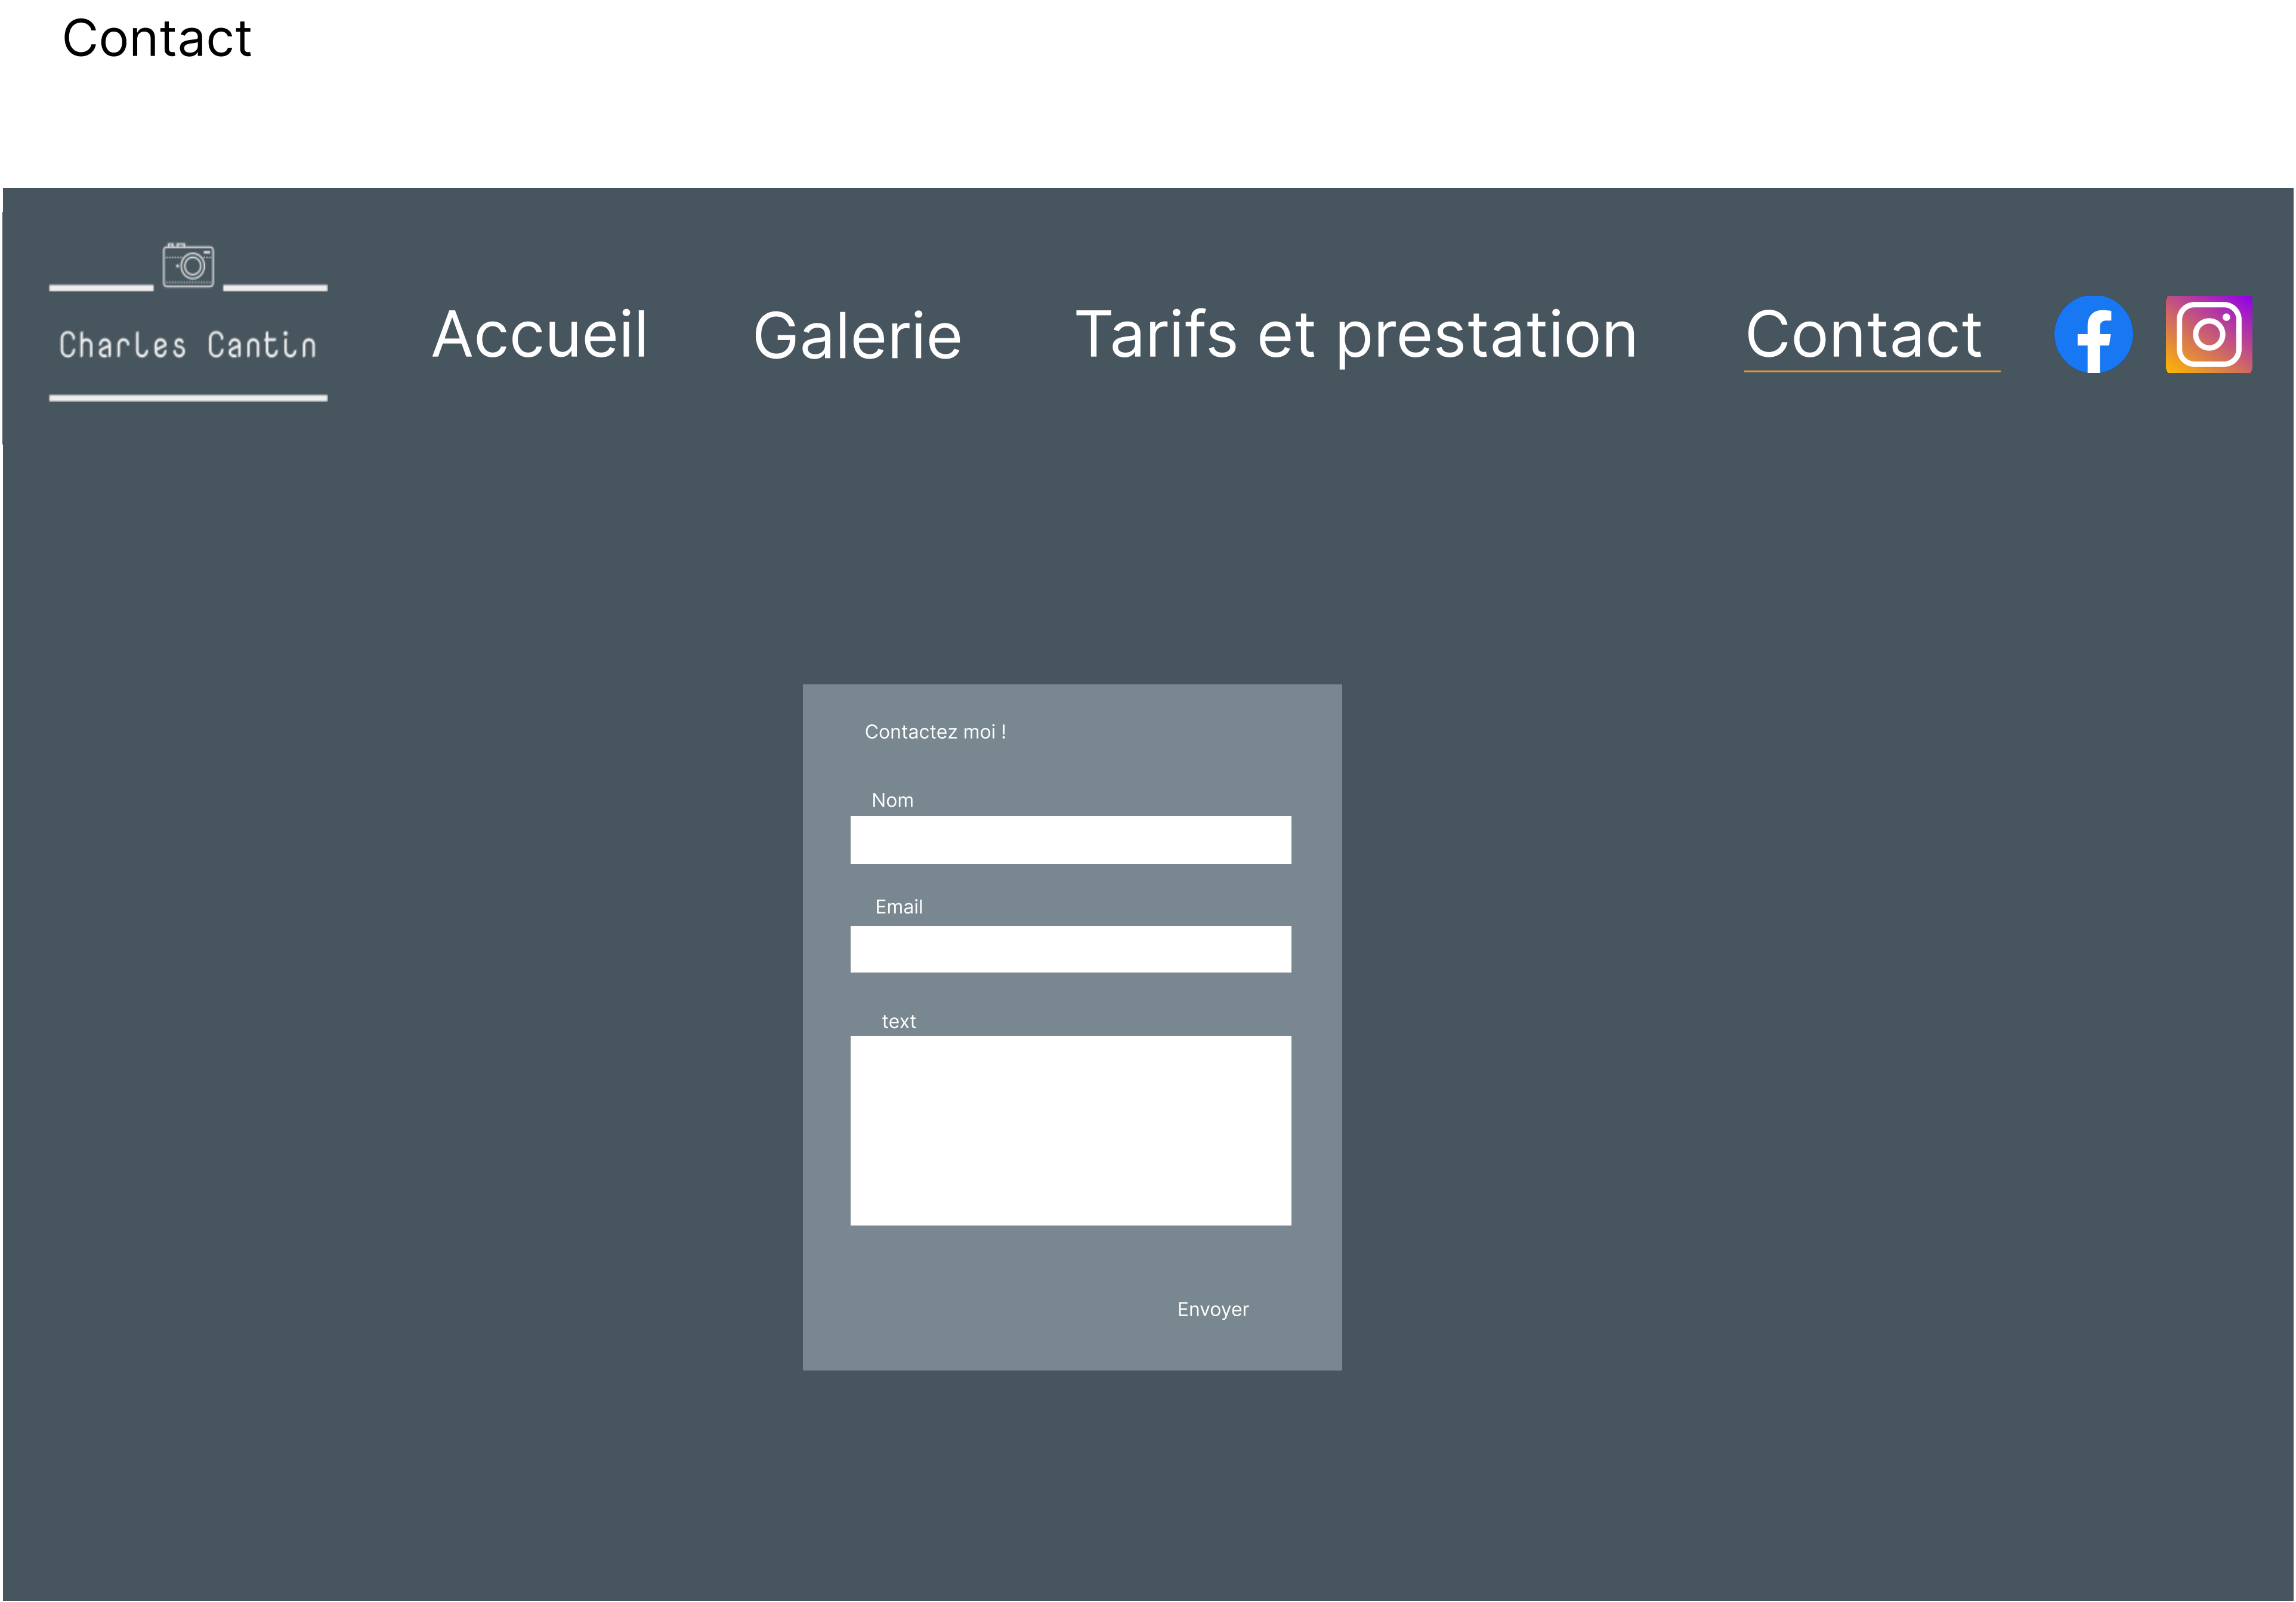 Contact
Charles Cantin
Accueil
Galerie
Tarifs et prestation
Contact
Contactez moi !
Nom
Email
text
Envoyer